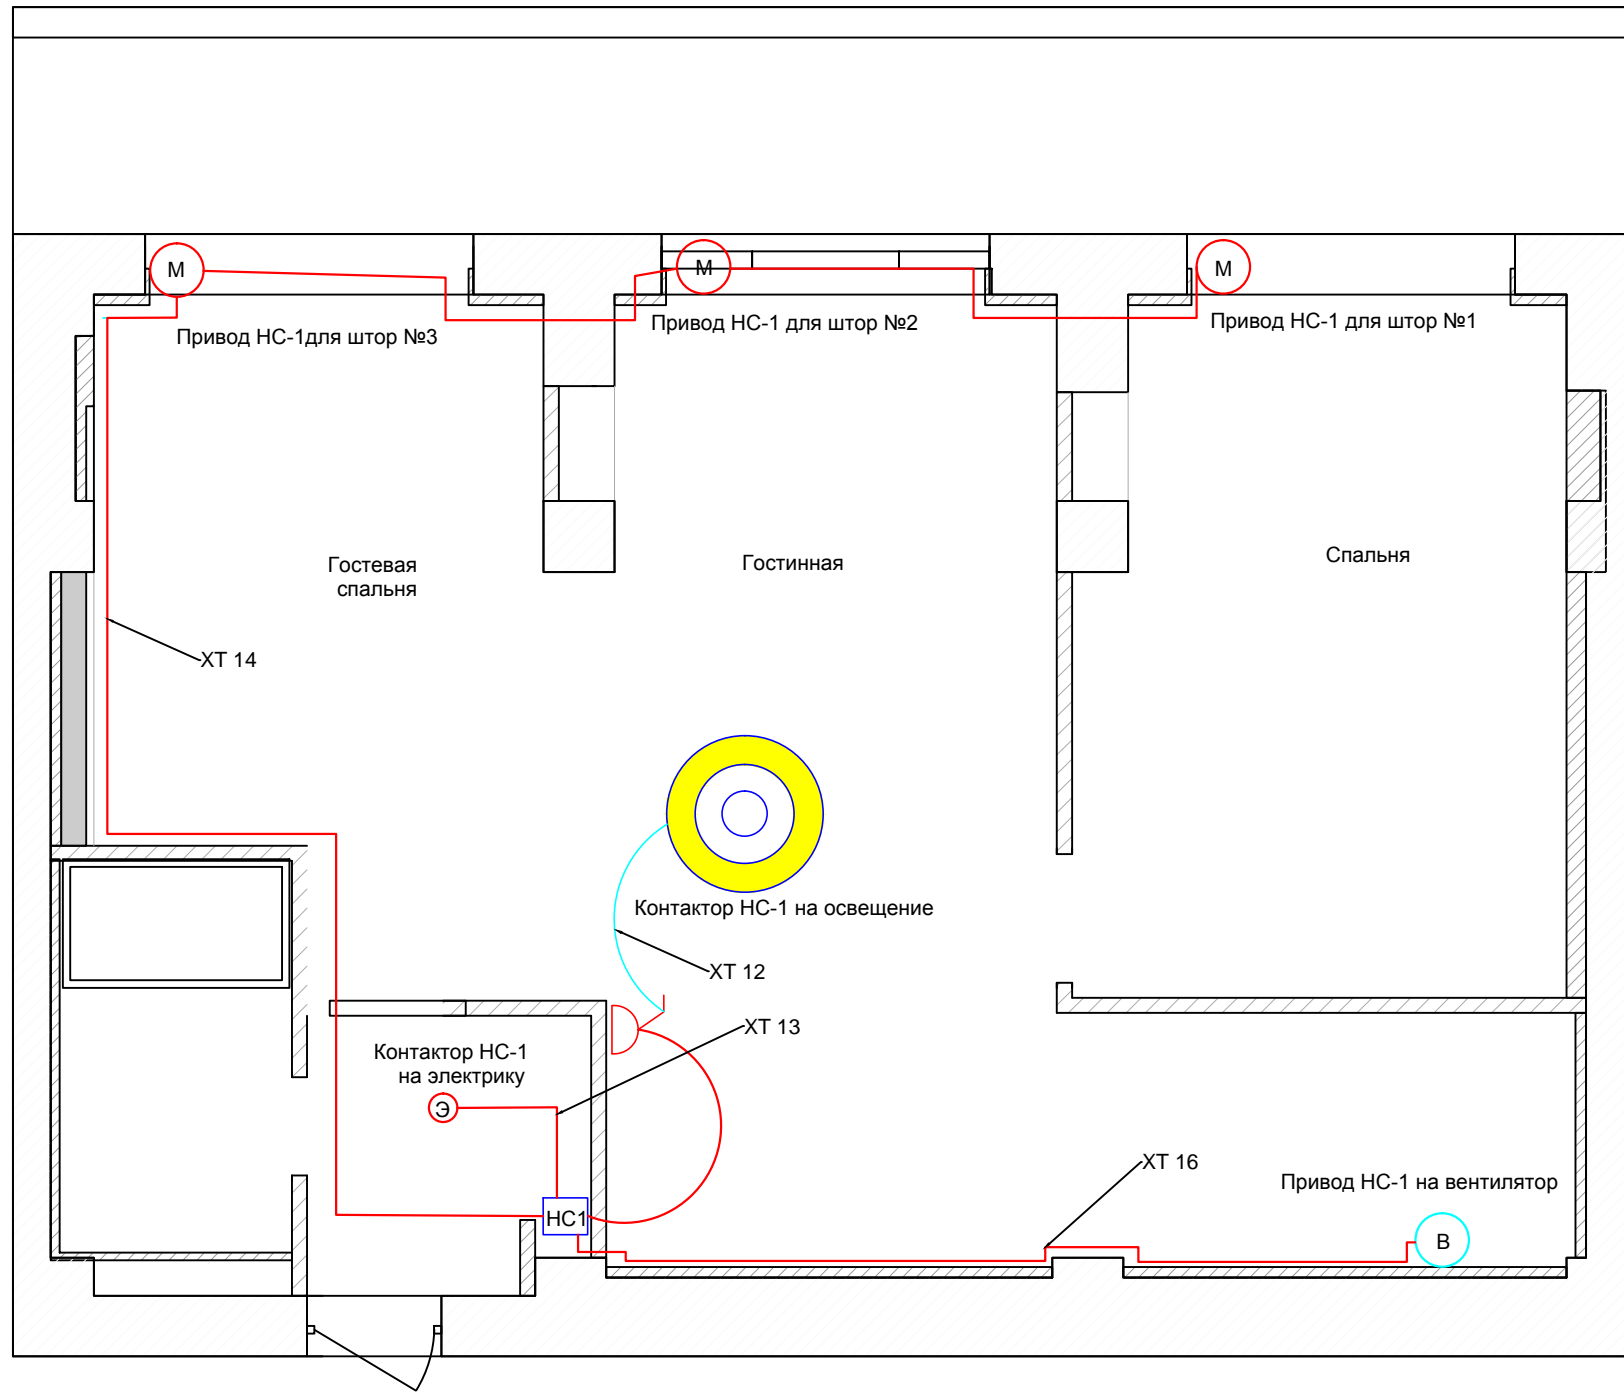 М
М
М
Привод НС-1для штор №3
Привод НС-1 для штор №2
Привод НС-1 для штор №1
Гостевая
спальня
Гостинная
Спальня
ХТ 14
Контактор НС-1 на освещение
ХТ 12
ХТ 13
Контактор НС-1
на электрику
Э
ХТ 16
Привод НС-1 на вентилятор
НС1
В